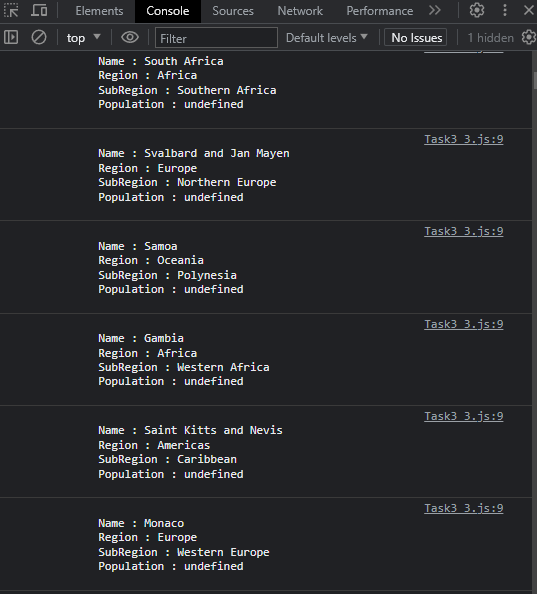 Elements Console Sources Network Performance
top Filter Default levels No Issues 1 hidden
Name : South Africa
Region : Africa
SubRegion : Southern Africa
Population : undefined
Task3 3.js:9
Name : Svalbard and Jan Mayen
Region : Europe
SubRegion : Northern Europe
Population : undefined
Task3 3.js:9
Name : Samoa
Region : Oceania
SubRegion : Polynesia
Population : undefined
Task3 3.js:9
Name : Gambia
Region : Africa
SubRegion : Western Africa
Population : undefined
Task3 3.js:9
Name : Saint Kitts and Nevis
Region : Americas
SubRegion : Caribbean
Population : undefined
Task3 3.js:9
Name : Monaco
Region : Europe
SubRegion : Western Europe
Population : undefined